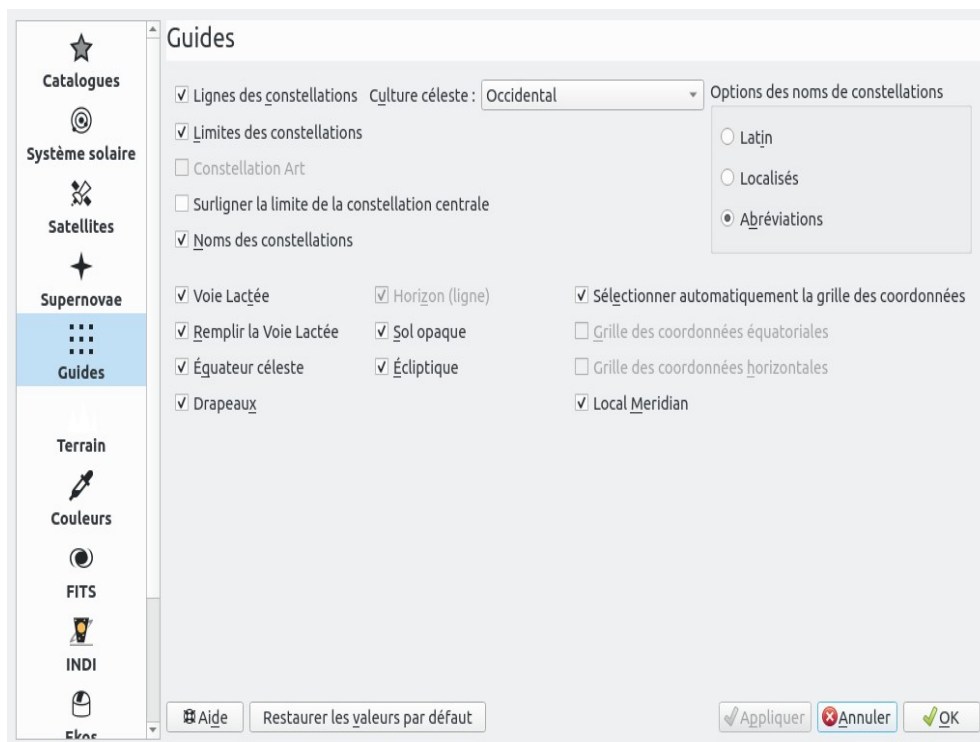 Catalogues
Système solaire
Satellites
Supernovae
Guides
Terrain
Couleurs
FITS
INDI
Ekos
Guides
Lignes des constellations Culture céleste : Occidental
Limites des constellations
Constellation Art
Surligner la limite de la constellation centrale
Noms des constellations
Options des noms de constellations
Latin
Localisés
Abréviations
Voie Lactée Horizon (ligne) Sélectionner automatiquement la grille des coordonnées
Remplir la Voie Lactée Sol opaque Grille des coordonnées équatoriales
Équateur céleste Écliptique Grille des coordonnées horizontales
Drapeaux Local Meridian
Aide Restaurer les valeurs par défaut Appliquer Annuler OK